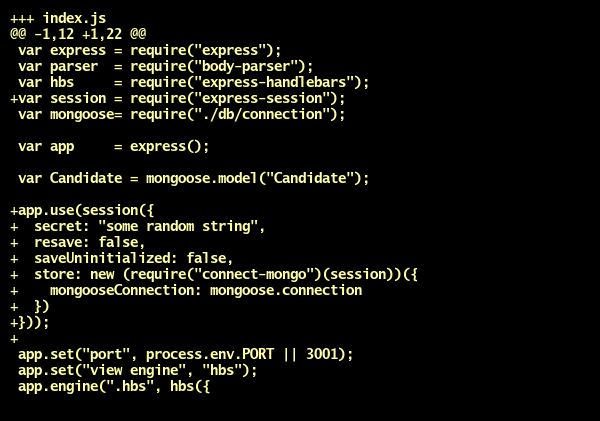 +++ index.js
@@ -1,12 +1,22 @@
 var express = require("express");
 var parser  = require("body-parser");
 var hbs     = require("express-handlebars");
+var session = require("express-session");
 var mongoose= require("./db/connection");

 var app     = express();

 var Candidate = mongoose.model("Candidate");

+app.use(session({
+  secret: "some random string",
+  resave: false,
+  saveUninitialized: false,
+  store: new (require("connect-mongo")(session))({
+    mongooseConnection: mongoose.connection
+  })
+}));
+
 app.set("port", process.env.PORT || 3001);
 app.set("view engine", "hbs");
 app.engine(".hbs", hbs({